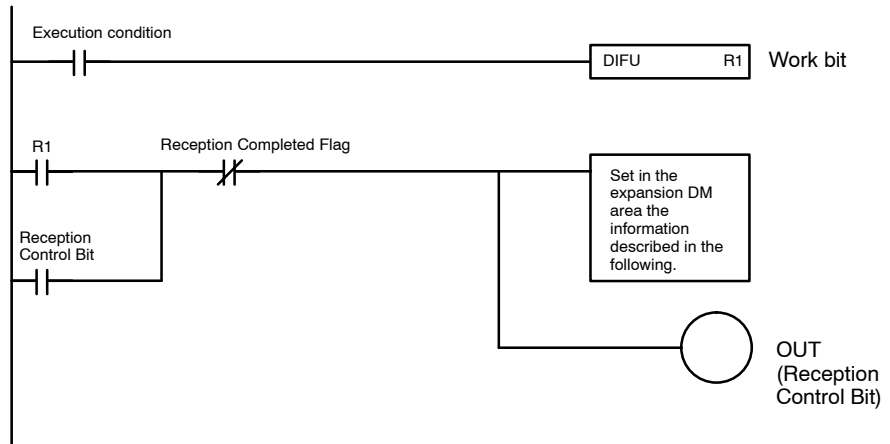 Execution condition
DIFU R1 Work bit
R1
Reception Completed Flag
Set in the
expansion DM
area the
information
described in the
following.
Reception
Control Bit
OUT
(Reception
Control Bit)